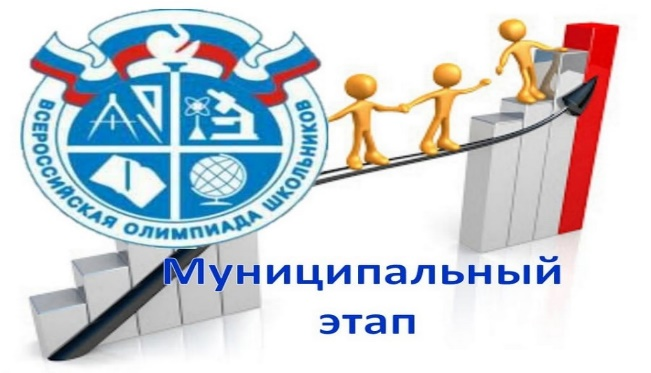 ВСЕРОССИЙСКАЯ ОЛИМПИАДА ШКОЛЬНИКОВ
Муниципальный
этап